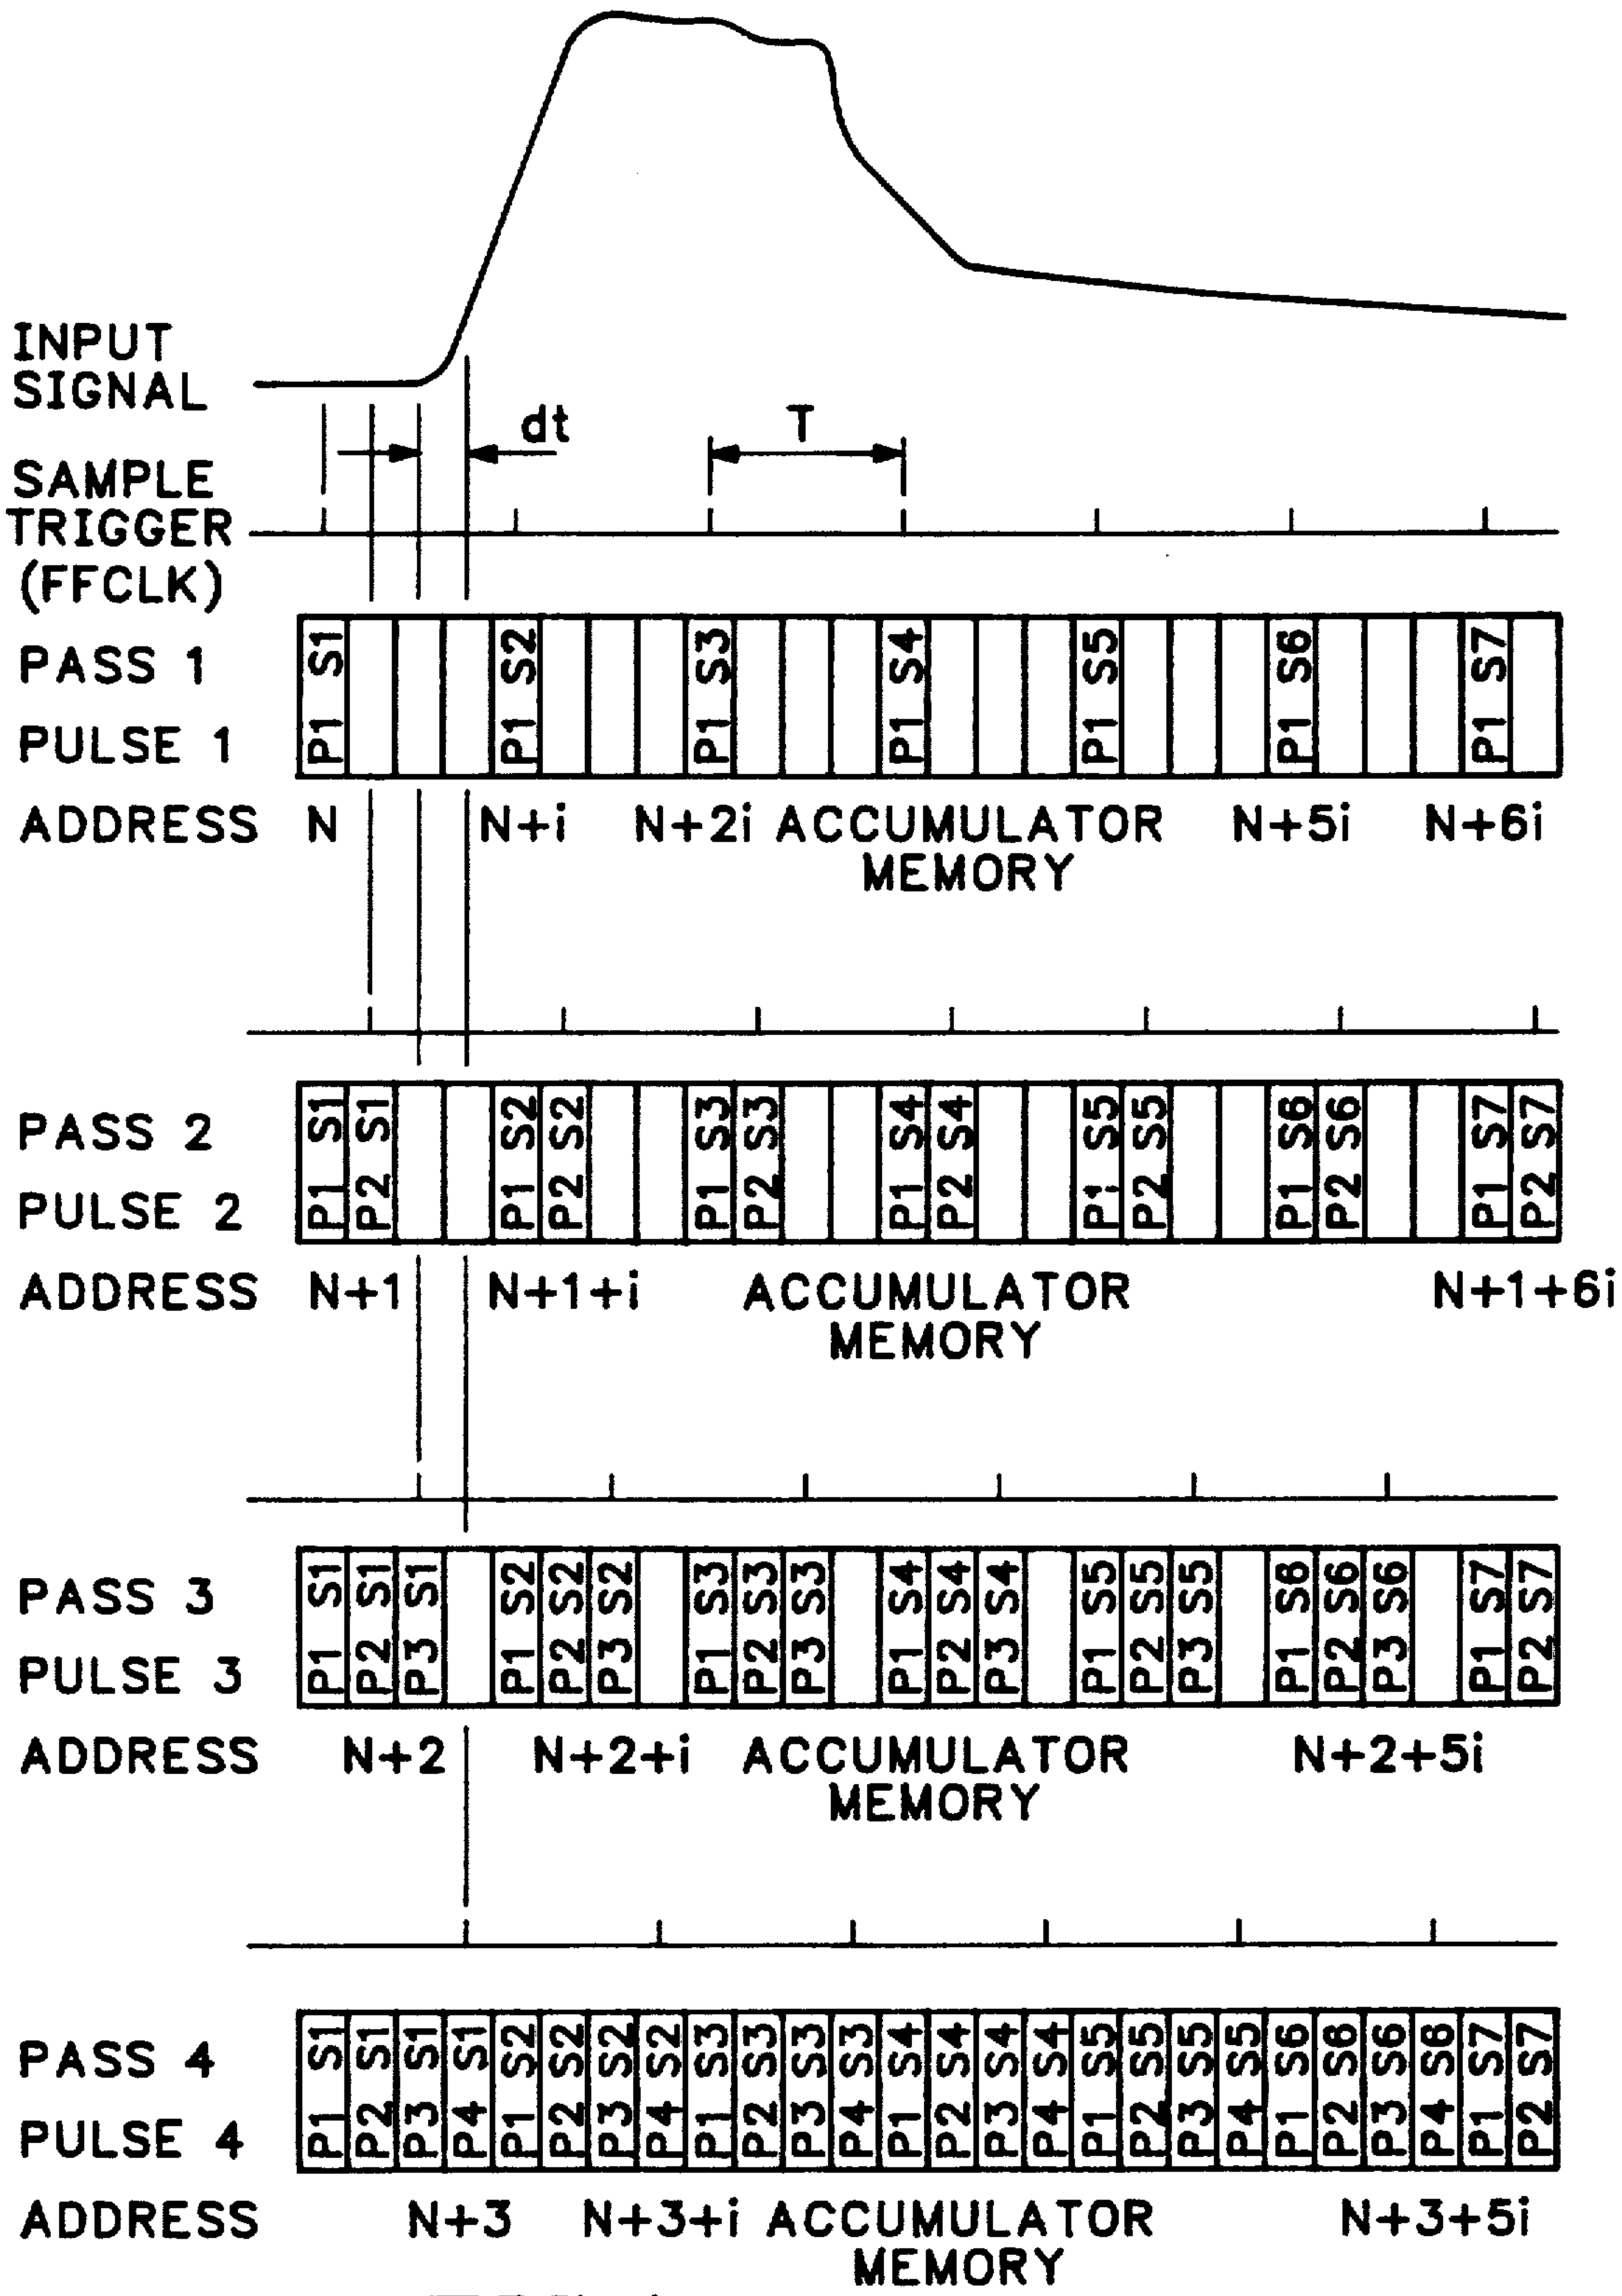 INPUT
SIGNAL
dt
T
SAMPLE
TRIGGER
(FFCLK)
PASS 1
PULSE 1
P1 S1
P1 S2
P1 S3
P1 S4
P1 S5
P1 S6
P1 S7
ADDRESS N N+i N+2i ACCUMULATOR N+5i N+6i
MEMORY
PASS 2
PULSE 2
P1 S1
P2 S1
P1 S2
P2 S2
P1 S3
P2 S3
P1 S4
P2 S4
P1 S5
P2 S5
P1 S6
P2 S6
P1 S7
P2 S7
ADDRESS N+1 N+1+i ACCUMULATOR N+1+6i
MEMORY
PASS 3
PULSE 3
P1 S1
P2 S1
P3 S1
P1 S2
P2 S2
P3 S2
P1 S3
P2 S3
P3 S3
P1 S4
P2 S4
P3 S4
P1 S5
P2 S5
P3 S5
P1 S6
P2 S6
P3 S6
P1 S7
P2 S7
ADDRESS N+2 N+2+i ACCUMULATOR N+2+5i
MEMORY
PASS 4
PULSE 4
P1 S1
P2 S1
P3 S1
P4 S1
P1 S2
P2 S2
P3 S2
P4 S2
P1 S3
P2 S3
P3 S3
P4 S3
P1 S4
P2 S4
P3 S4
P4 S4
P1 S5
P2 S5
P3 S5
P4 S5
P1 S6
P2 S6
P3 S6
P4 S6
P1 S7
P2 S7
ADDRESS N+3 N+3+i ACCUMULATOR N+3+5i
MEMORY